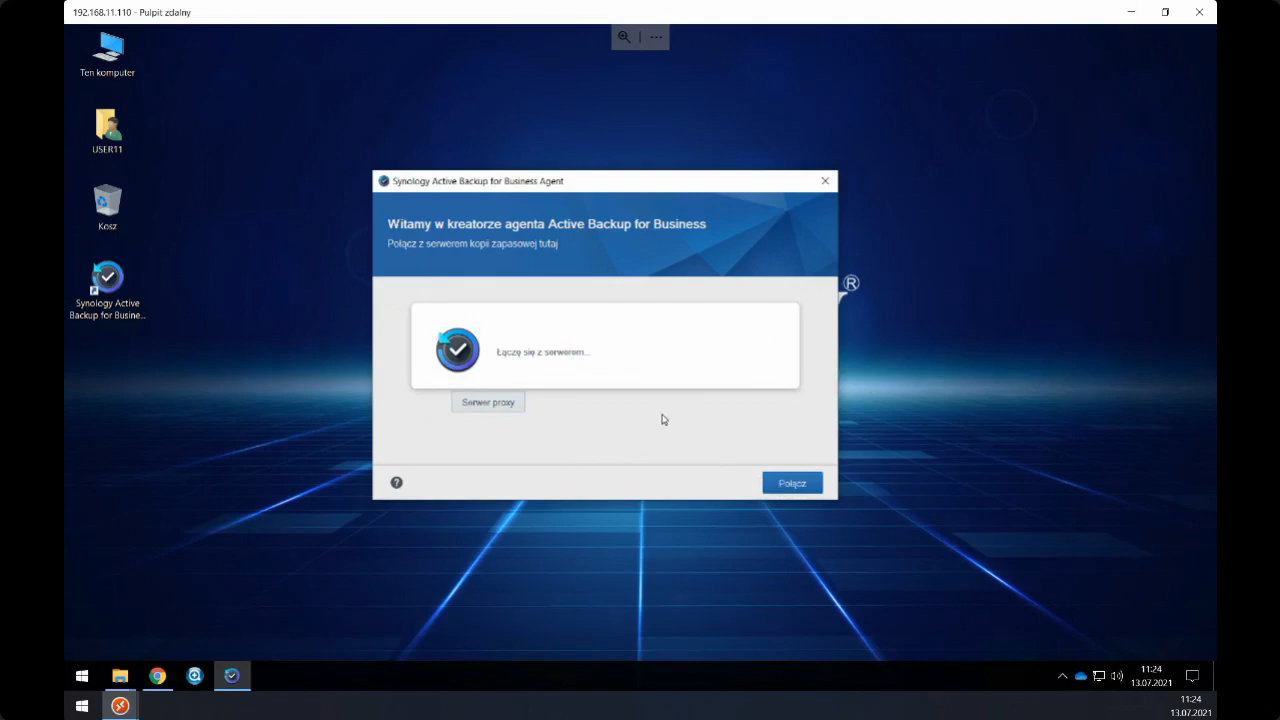 192.168.11.110 - Pulpit zdalny
Ten komputer
USER11
Kosz
Synology Active
Backup for Busine...
Synology Active Backup for Business Agent
Witamy w kreatorze agenta Active Backup for Business
Połącz z serwerem kopii zapasowej tutaj
®
Łączę się z serwerem...
Serwer proxy
?
Połącz
11:24
13.07.2021
11:24
13.07.2021